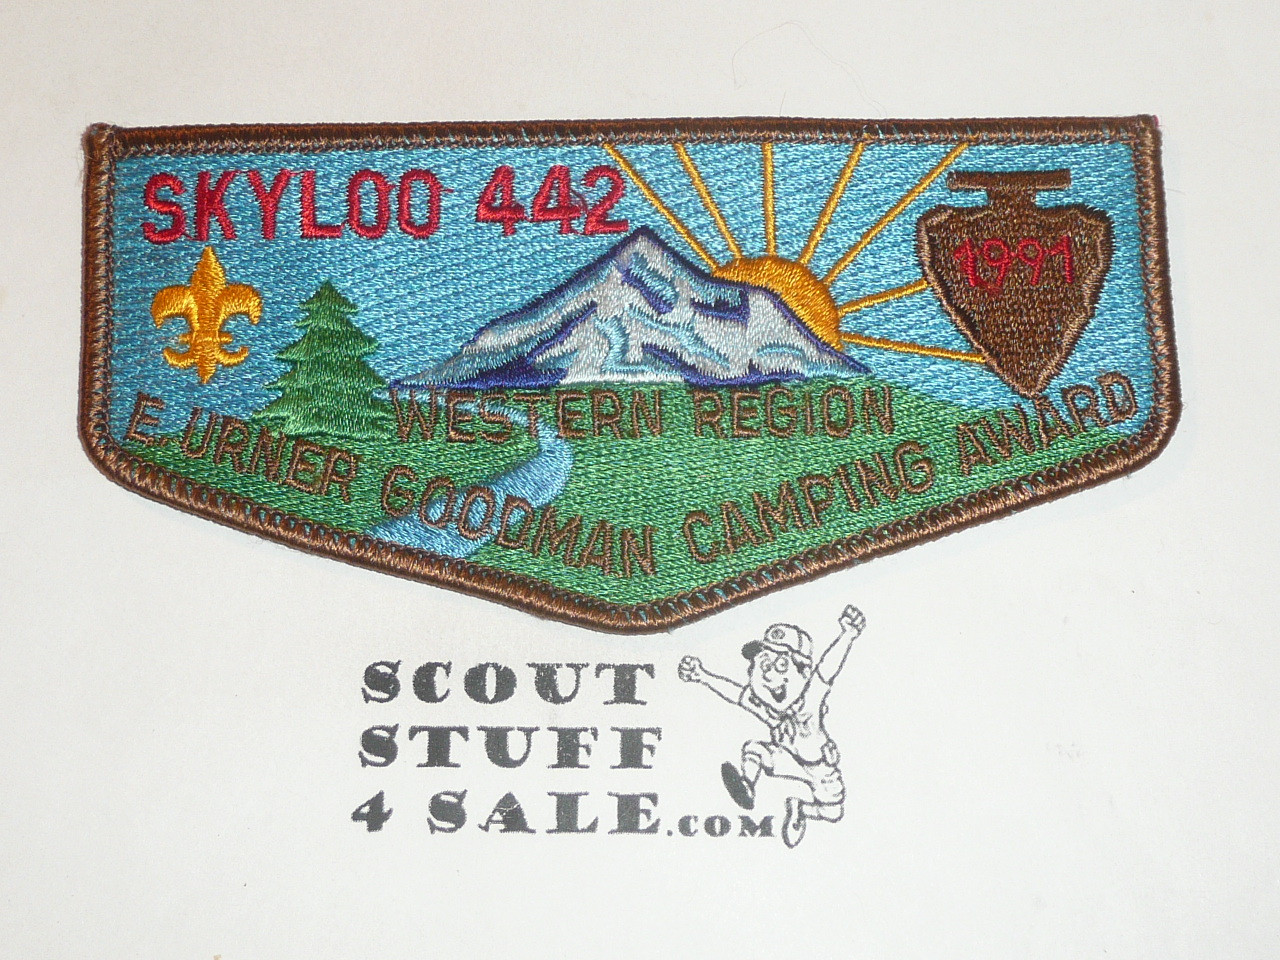 SKYLOO 442
1991
WESTERN REGION
E. URNER GOODMAN CAMPING AWARD
SCOUT
STUFF
4 SALE.COM